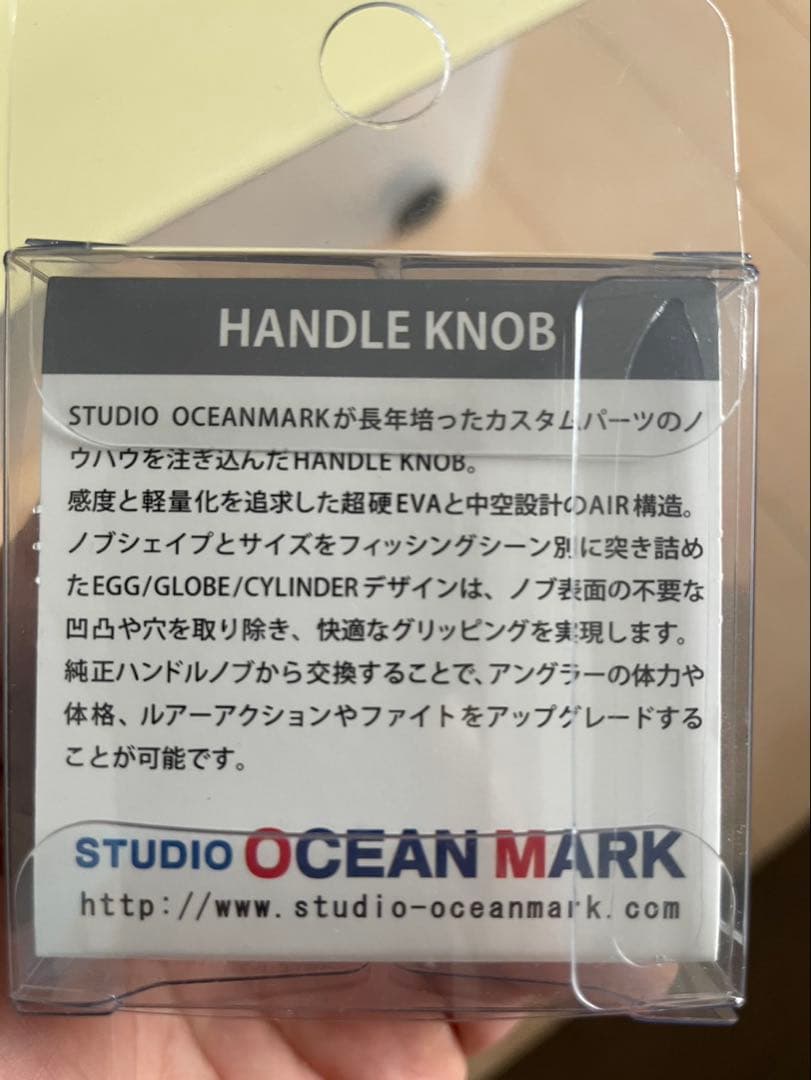 HANDLE KNOB
STUDIO OCEANMARKが長年培ったカスタムパーツのノ
ウハウを注ぎ込んだHANDLE KNOB。
感度と軽量化を追求した超硬EVAと中空設計のAIR構造。
ノブシェイプとサイズをフィッシングシーン別に突き詰め
たEGG/GLOBE/CYLINDERデザインは、ノブ表面の不要な
凹凸や穴を取り除き、快適なグリッピングを実現します。
純正ハンドルノブから交換することで、アングラーの体力や
体格、ルアーアクションやファイトをアップグレードする
ことが可能です。
STUDIO OCEAN MARK
http://www.studio-oceanmark.com